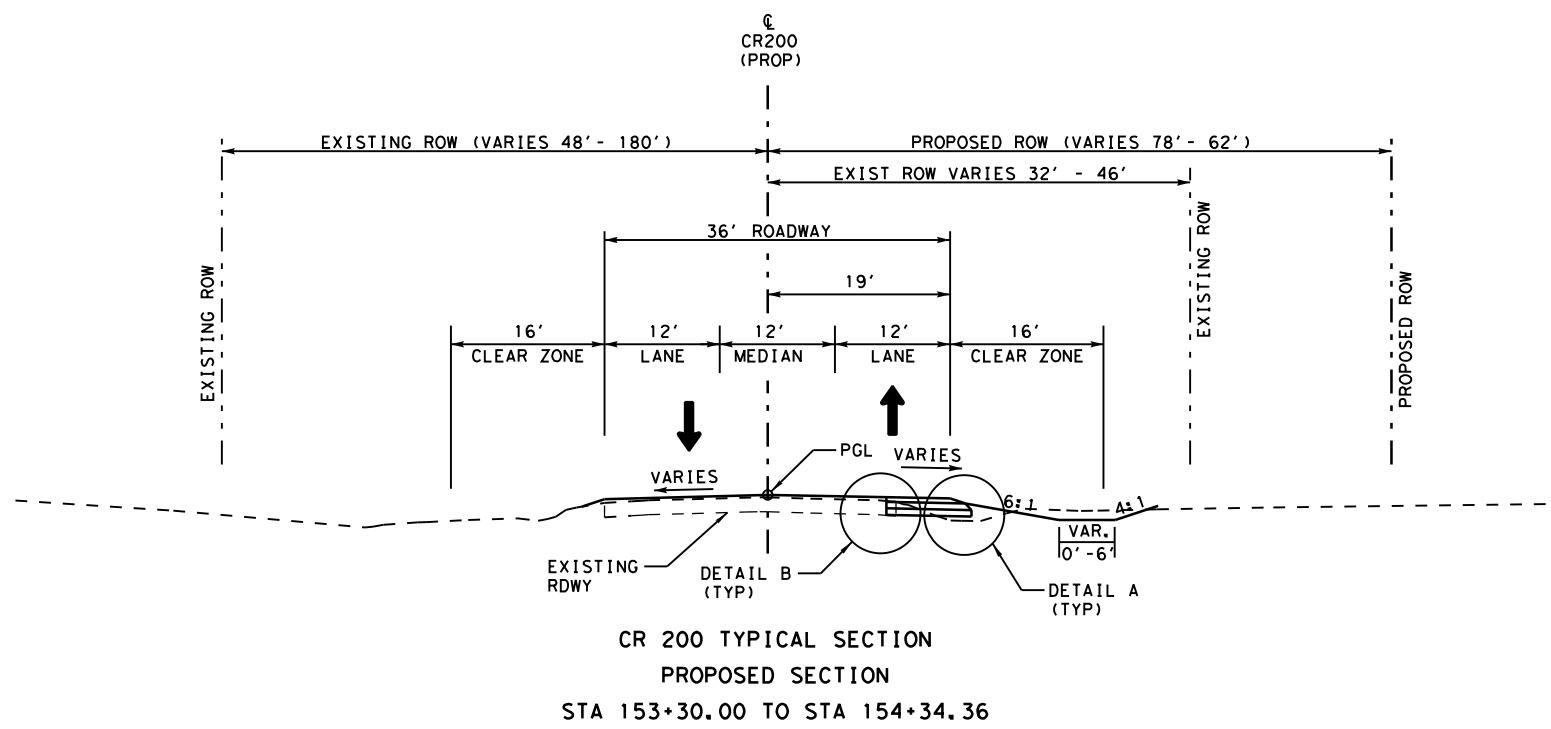 ℄
CR200
(PROP)
EXISTING ROW (VARIES 48'- 180')
PROPOSED ROW (VARIES 78'- 62')
EXIST ROW VARIES 32' - 46'
36' ROADWAY
19'
EXISTING ROW
EXISTING ROW
PROPOSED ROW
16' 12' 12' 12' 16'
CLEAR ZONE LANE MEDIAN LANE CLEAR ZONE
PGL
VARIES
VARIES
6:1
4:1
VAR.
0'-6'
EXISTING
RDWY
DETAIL B
(TYP)
DETAIL A
(TYP)
CR 200 TYPICAL SECTION
PROPOSED SECTION
STA 153+30.00 TO STA 154+34.36